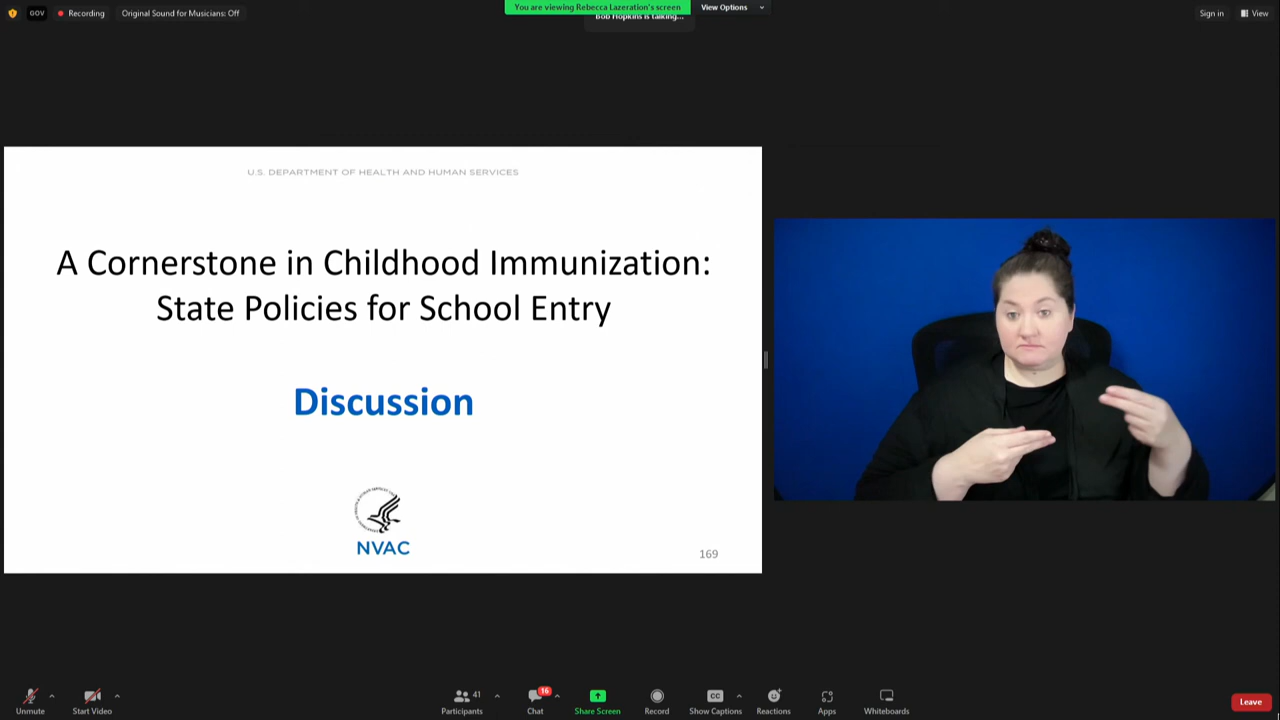 GOV
Recording
Original Sound for Musicians: Off
You are viewing Rebecca Lazeration's screen
View Options
Bob Hopkins is talking...
Sign in
View
U.S. DEPARTMENT OF HEALTH AND HUMAN SERVICES
A Cornerstone in Childhood Immunization:
State Policies for School Entry
Discussion
NVAC
169
Unmute
Start Video
41
Participants
16
Chat
Share Screen
Record
CC
Show Captions
Reactions
Apps
Whiteboards
Leave